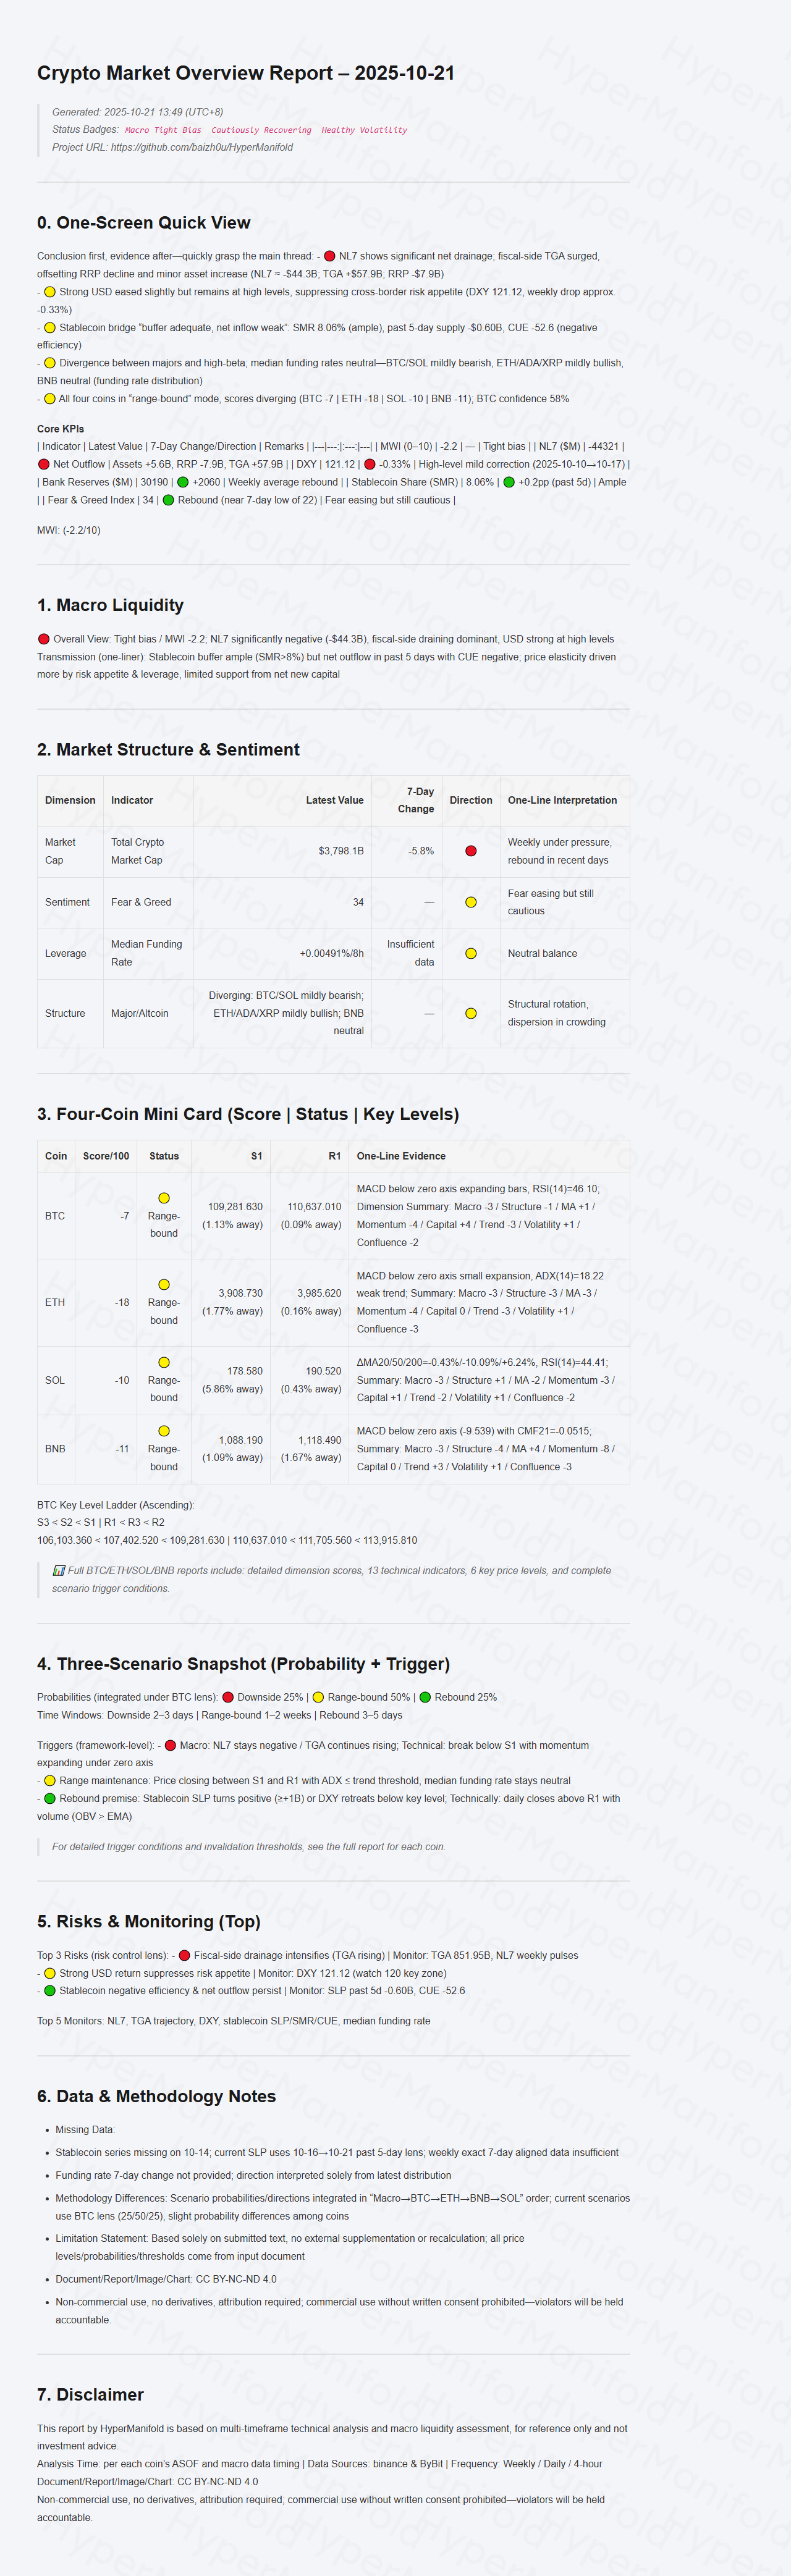 Crypto Market Overview Report – 2025-10-21
Generated: 2025-10-21 13:49 (UTC+8)
Status Badges: Macro Tight Bias Cautiously Recovering Healthy Volatility
Project URL: https://github.com/baizh0u/HyperManifold
0. One-Screen Quick View
Conclusion first, evidence after—quickly grasp the main thread: - 🔴 NL7 shows significant net drainage; fiscal-side TGA surged,
offsetting RRP decline and minor asset increase (NL7 ≈ -$44.3B; TGA +$57.9B; RRP -$7.9B)
- 🟡 Strong USD eased slightly but remains at high levels, suppressing cross-border risk appetite (DXY 121.12, weekly drop approx.
-0.33%)
- 🟡 Stablecoin bridge “buffer adequate, net inflow weak”: SMR 8.06% (ample), past 5-day supply -$0.60B, CUE -52.6 (negative
efficiency)
- 🟡 Divergence between majors and high-beta; median funding rates neutral—BTC/SOL mildly bearish, ETH/ADA/XRP mildly bullish,
BNB neutral (funding rate distribution)
- 🟡 All four coins in “range-bound” mode, scores diverging (BTC -7 | ETH -18 | SOL -10 | BNB -11); BTC confidence 58%
Core KPIs
| Indicator | Latest Value | 7-Day Change/Direction | Remarks | |---|---:|:---:|---| | MWI (0–10) | -2.2 | — | Tight bias | | NL7 ($M) | -44321 |
🔴 Net Outflow | Assets +5.6B, RRP -7.9B, TGA +57.9B | | DXY | 121.12 | 🔴 -0.33% | High-level mild correction (2025-10-10→10-17) |
| Bank Reserves ($M) | 30190 | 🟢 +2060 | Weekly average rebound | | Stablecoin Share (SMR) | 8.06% | 🟢 +0.2pp (past 5d) | Ample
| | Fear & Greed Index | 34 | 🟢 Rebound (near 7-day low of 22) | Fear easing but still cautious |
MWI: (-2.2/10)
1. Macro Liquidity
🔴 Overall View: Tight bias / MWI -2.2; NL7 significantly negative (-$44.3B), fiscal-side draining dominant, USD strong at high levels
Transmission (one-liner): Stablecoin buffer ample (SMR>8%) but net outflow in past 5 days with CUE negative; price elasticity driven
more by risk appetite & leverage, limited support from net new capital
2. Market Structure & Sentiment
Dimension Indicator Latest Value 7-Day Change Direction One-Line Interpretation
Market Cap Total Crypto Market Cap $3,798.1B -5.8% 🔴 Weekly under pressure, rebound in recent days
Sentiment Fear & Greed 34 — 🟡 Fear easing but still cautious
Leverage Median Funding Rate +0.00491%/8h Insufficient data 🟡 Neutral balance
Structure Major/Altcoin Diverging: BTC/SOL mildly bearish; ETH/ADA/XRP mildly bullish; BNB neutral — 🟡 Structural rotation, dispersion in crowding
3. Four-Coin Mini Card (Score | Status | Key Levels)
Coin Score/100 Status S1 R1 One-Line Evidence
BTC -7 🟡 Range-bound 109,281.630 (1.13% away) 110,637.010 (0.09% away) MACD below zero axis expanding bars, RSI(14)=46.10; Dimension Summary: Macro -3 / Structure -1 / MA +1 / Momentum -4 / Capital +4 / Trend -3 / Volatility +1 / Confluence -2
ETH -18 🟡 Range-bound 3,908.730 (1.77% away) 3,985.620 (0.16% away) MACD below zero axis small expansion, ADX(14)=18.22 weak trend; Summary: Macro -3 / Structure -3 / MA -3 / Momentum -4 / Capital 0 / Trend -3 / Volatility +1 / Confluence -3
SOL -10 🟡 Range-bound 178.580 (5.86% away) 190.520 (0.43% away) ΔMA20/50/200=-0.43%/-10.09%/+6.24%, RSI(14)=44.41; Summary: Macro -3 / Structure +1 / MA -2 / Momentum -3 / Capital +1 / Trend -2 / Volatility +1 / Confluence -2
BNB -11 🟡 Range-bound 1,088.190 (1.09% away) 1,118.490 (1.67% away) MACD below zero axis (-9.539) with CMF21=-0.0515; Summary: Macro -3 / Structure -4 / MA +4 / Momentum -8 / Capital 0 / Trend +3 / Volatility +1 / Confluence -3
BTC Key Level Ladder (Ascending):
S3 < S2 < S1 | R1 < R3 < R2
106,103.360 < 107,402.520 < 109,281.630 | 110,637.010 < 111,705.560 < 113,915.810
📊 Full BTC/ETH/SOL/BNB reports include: detailed dimension scores, 13 technical indicators, 6 key price levels, and complete
scenario trigger conditions.
4. Three-Scenario Snapshot (Probability + Trigger)
Probabilities (integrated under BTC lens): 🔴 Downside 25% | 🟡 Range-bound 50% | 🟢 Rebound 25%
Time Windows: Downside 2–3 days | Range-bound 1–2 weeks | Rebound 3–5 days
Triggers (framework-level): - 🔴 Macro: NL7 stays negative / TGA continues rising; Technical: break below S1 with momentum
expanding under zero axis
- 🟡 Range maintenance: Price closing between S1 and R1 with ADX ≤ trend threshold, median funding rate stays neutral
- 🟢 Rebound premise: Stablecoin SLP turns positive (≥+1B) or DXY retreats below key level; Technically: daily closes above R1 with
volume (OBV > EMA)
For detailed trigger conditions and invalidation thresholds, see the full report for each coin.
5. Risks & Monitoring (Top)
Top 3 Risks (risk control lens): - 🔴 Fiscal-side drainage intensifies (TGA rising) | Monitor: TGA 851.95B, NL7 weekly pulses
- 🟡 Strong USD return suppresses risk appetite | Monitor: DXY 121.12 (watch 120 key zone)
- 🟢 Stablecoin negative efficiency & net outflow persist | Monitor: SLP past 5d -0.60B, CUE -52.6
Top 5 Monitors: NL7, TGA trajectory, DXY, stablecoin SLP/SMR/CUE, median funding rate
6. Data & Methodology Notes
• Missing Data:
• Stablecoin series missing on 10-14; current SLP uses 10-16→10-21 past 5-day lens; weekly exact 7-day aligned data insufficient
• Funding rate 7-day change not provided; direction interpreted solely from latest distribution
• Methodology Differences: Scenario probabilities/directions integrated in “Macro→BTC→ETH→BNB→SOL” order; current scenarios
use BTC lens (25/50/25), slight probability differences among coins
• Limitation Statement: Based solely on submitted text, no external supplementation or recalculation; all price
levels/probabilities/thresholds come from input document
• Document/Report/Image/Chart: CC BY-NC-ND 4.0
• Non-commercial use, no derivatives, attribution required; commercial use without written consent prohibited—violators will be held
accountable.
7. Disclaimer
This report by HyperManifold is based on multi-timeframe technical analysis and macro liquidity assessment, for reference only and not
investment advice.
Analysis Time: per each coin’s ASOF and macro data timing | Data Sources: binance & ByBit | Frequency: Weekly / Daily / 4-hour
Document/Report/Image/Chart: CC BY-NC-ND 4.0
Non-commercial use, no derivatives, attribution required; commercial use without written consent prohibited—violators will be held
accountable.
HyperManifold